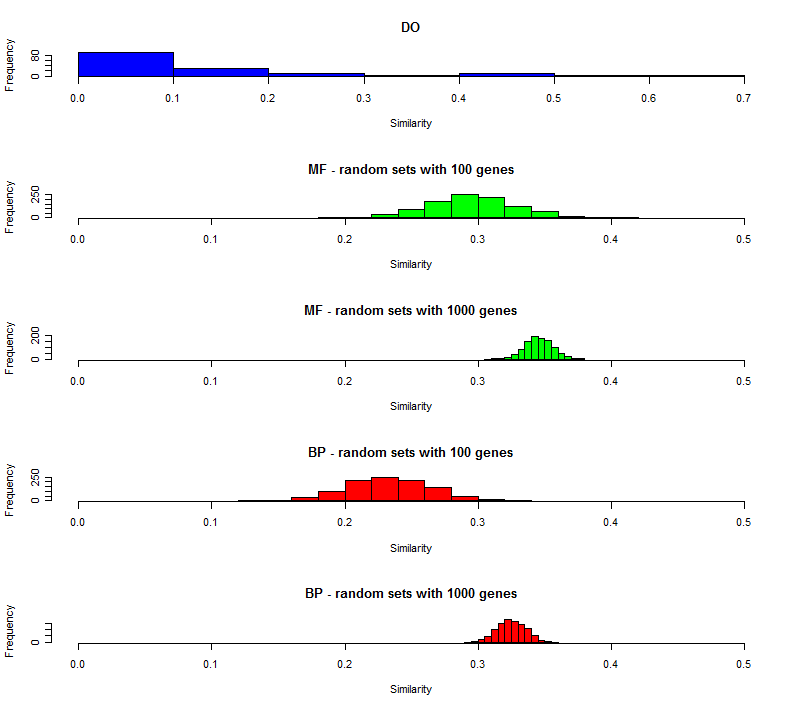 DO
Frequency
80
0
0.0 0.1 0.2 0.3 0.4 0.5 0.6 0.7
Similarity
MF - random sets with 100 genes
Frequency
250
0
0.0 0.1 0.2 0.3 0.4 0.5
Similarity
MF - random sets with 1000 genes
Frequency
200
0
0.0 0.1 0.2 0.3 0.4 0.5
Similarity
BP - random sets with 100 genes
Frequency
250
0
0.0 0.1 0.2 0.3 0.4 0.5
Similarity
BP - random sets with 1000 genes
Frequency
0
0.0 0.1 0.2 0.3 0.4 0.5
Similarity